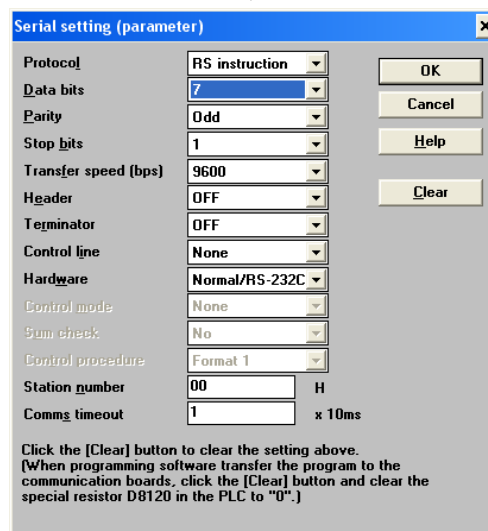 Serial setting (parameter)
Protocol RS instruction OK
Data bits 7
Parity Odd Cancel
Stop bits 1 Help
Transfer speed (bps) 9600
Header OFF Clear
Terminator OFF
Control line None
Hardware Normal/RS-232C
Control mode None
Sum check No
Control procedure Format 1
Station number 00 H
Comms timeout 1 x 10ms
Click the [Clear] button to clear the setting above.
(When programming software transfer the program to the
communication boards, click the [Clear] button and clear the
special resistor D8120 in the PLC to "0".)